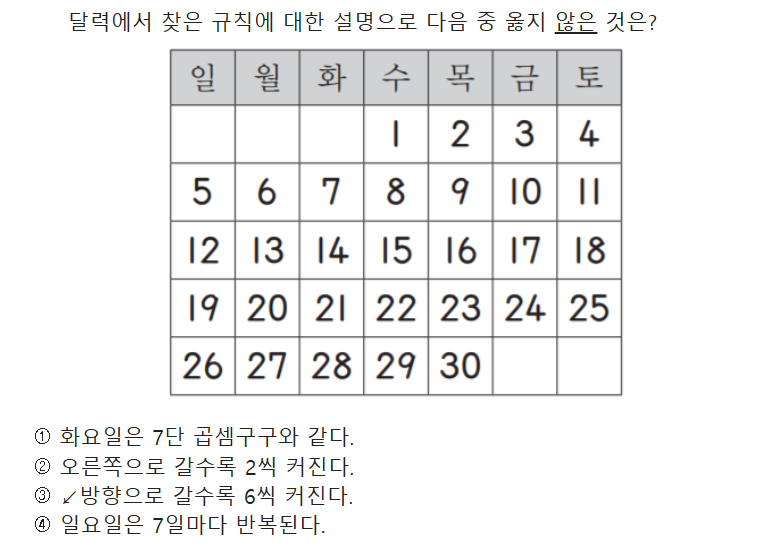 달력에서 찾은 규칙에 대한 설명으로 다음 중 옳지 않은 것은?
일 월 화 수 목 금 토
1 2 3 4
5 6 7 8 9 10 11
12 13 14 15 16 17 18
19 20 21 22 23 24 25
26 27 28 29 30
① 화요일은 7단 곱셈구구와 같다.
② 오른쪽으로 갈수록 2씩 커진다.
③ ↙방향으로 갈수록 6씩 커진다.
④ 일요일은 7일마다 반복된다.